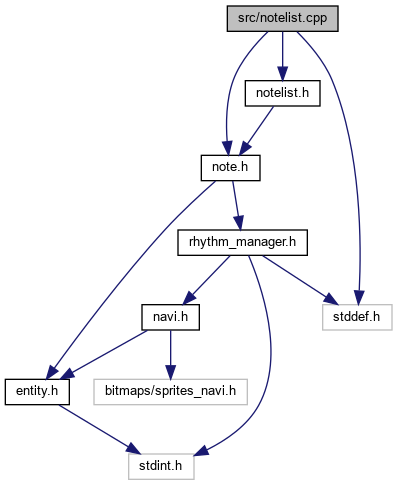 src/notelist.cpp
notelist.h
note.h
rhythm_manager.h
navi.h
stddef.h
entity.h
bitmaps/sprites_navi.h
stdint.h